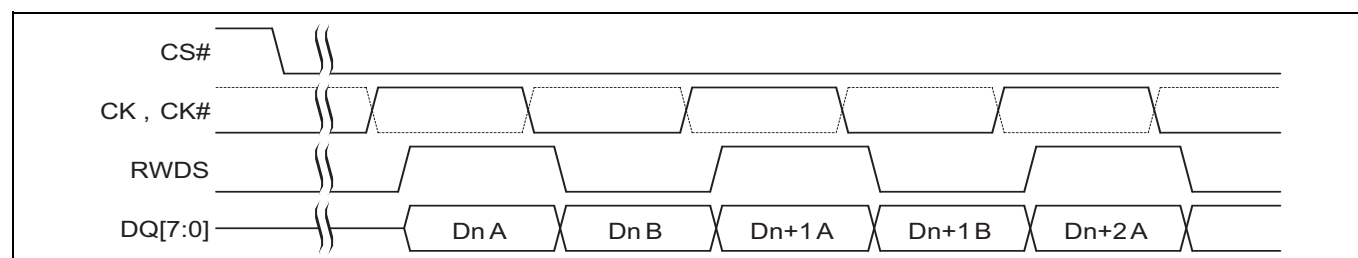 CS#
CK , CK#
RWDS
DQ[7:0] Dn A Dn B Dn+1 A Dn+1 B Dn+2 A